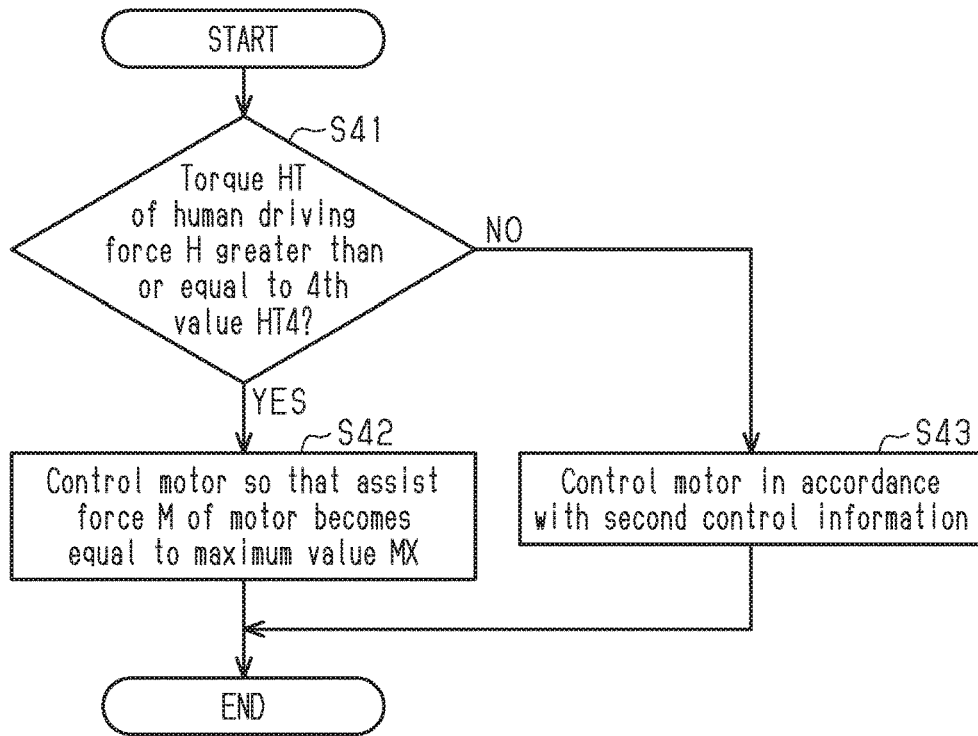 START
S41
Torque HT
of human driving
force H greater than
or equal to 4th
value HT4?
NO
YES
S42
Control motor so that assist
force M of motor becomes
equal to maximum value MX
S43
Control motor in accordance
with second control information
END